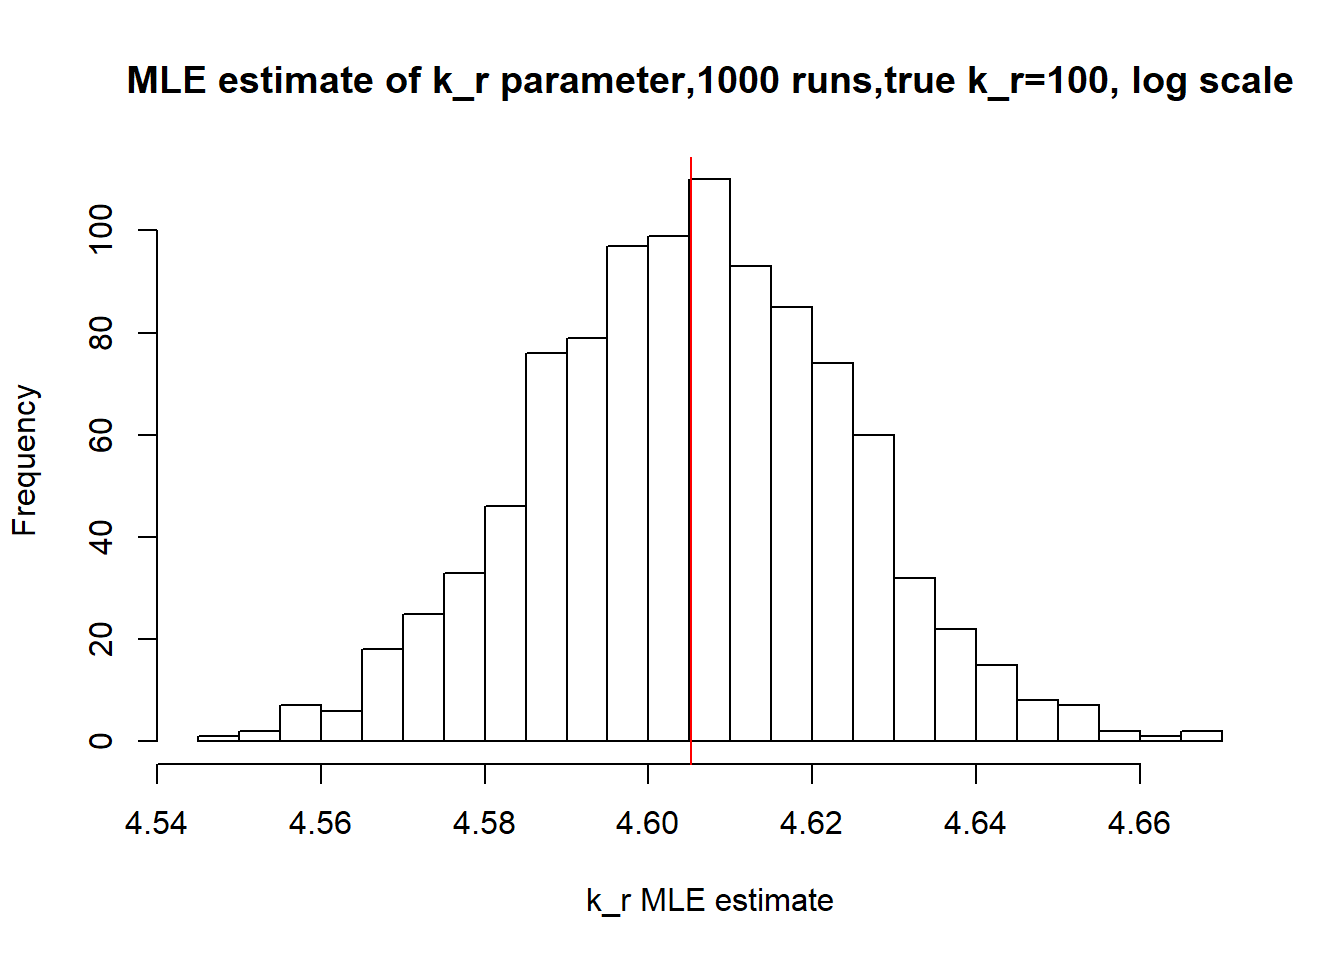 MLE estimate of k_r parameter,1000 runs,true k_r=100, log scale
Frequency
100
80
60
40
20
0
4.54 4.56 4.58 4.60 4.62 4.64 4.66
k_r MLE estimate